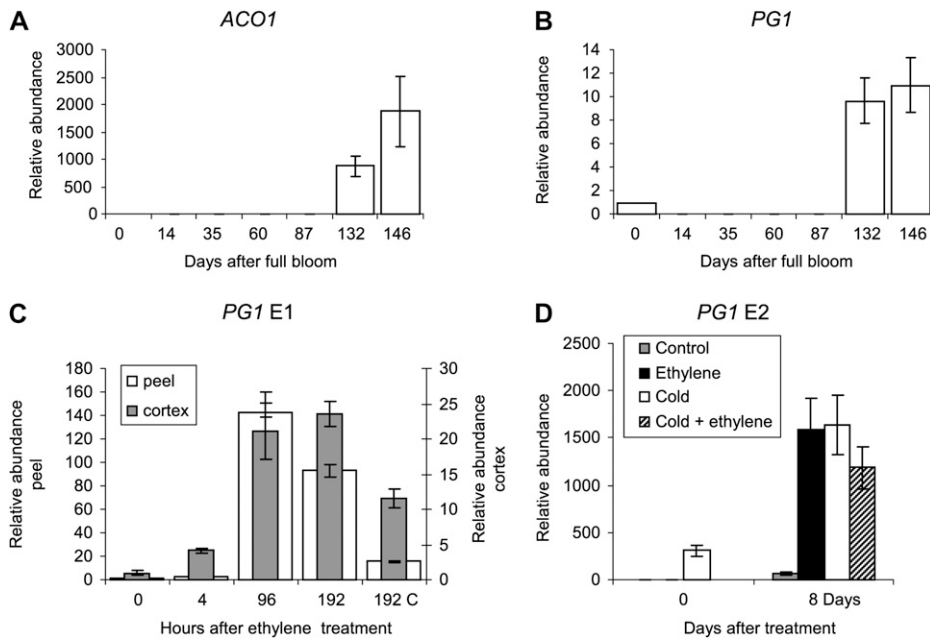 A
ACO1
Relative abundance
3000
2500
2000
1500
1000
500
0
0 14 35 60 87 132 146
Days after full bloom
B
PG1
Relative abundance
14
12
10
8
6
4
2
0
0 14 35 60 87 132 146
Days after full bloom
C
PG1 E1
Relative abundance
peel
180
160
140
120
100
80
60
40
20
0
peel
cortex
30
25
20
15
10
5
0
Relative abundance
cortex
0 4 96 192 192 C
Hours after ethylene treatment
D
PG1 E2
Relative abundance
2500
2000
1500
1000
500
0
Control
Ethylene
Cold
Cold + ethylene
0 8 Days
Days after treatment